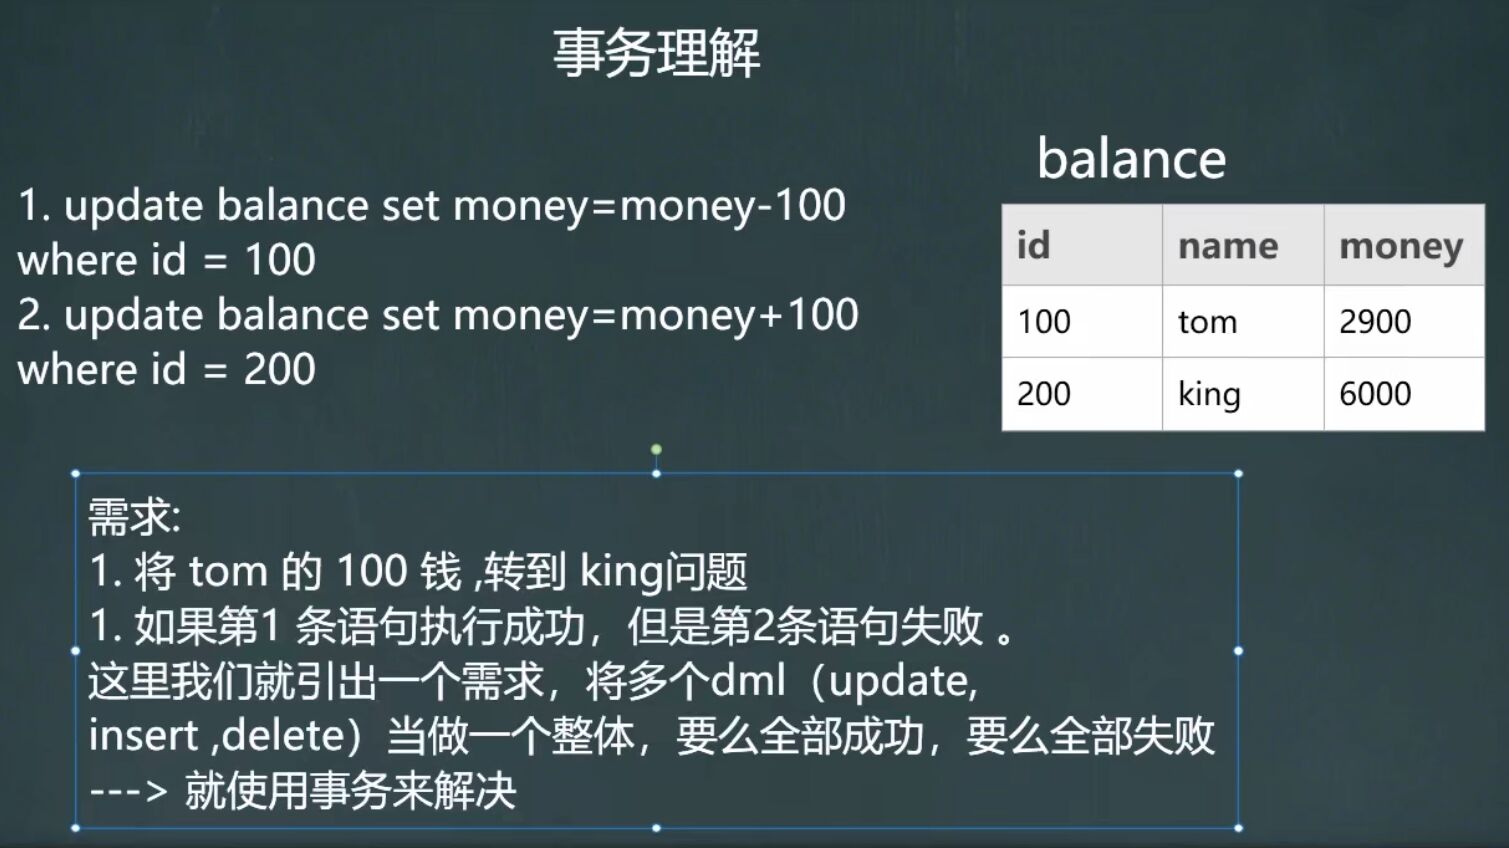 事务理解
1. update balance set money=money-100
where id = 100
2. update balance set money=money+100
where id = 200
balance
id name money
100 tom 2900
200 king 6000
需求:
1. 将 tom 的 100 钱 ,转到 king问题
1. 如果第1 条语句执行成功，但是第2条语句失败 。
这里我们就引出一个需求，将多个dml（update,
insert ,delete）当做一个整体，要么全部成功，要么全部失败
---> 就使用事务来解决